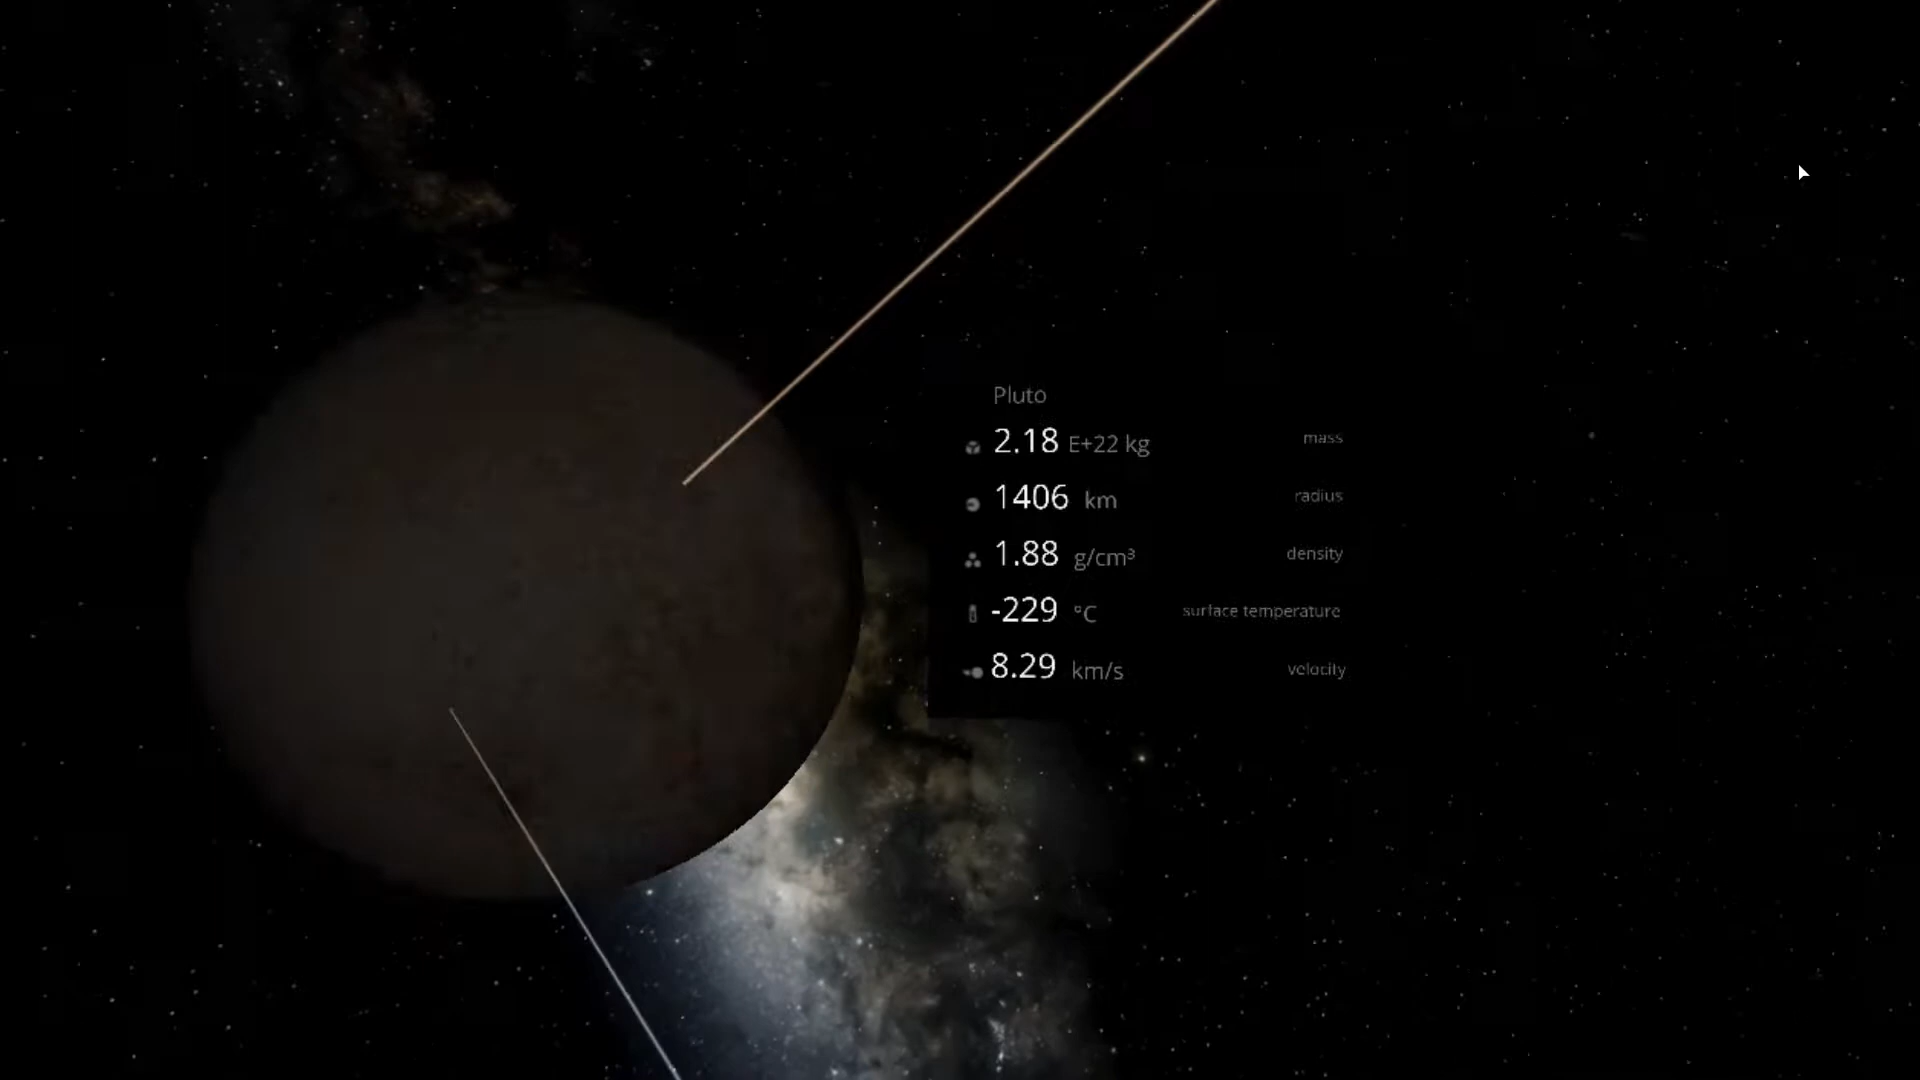 Pluto
2.18 E+22 kg mass
1406 km radius
1.88 g/cm³ density
-229 °C surface temperature
8.29 km/s velocity